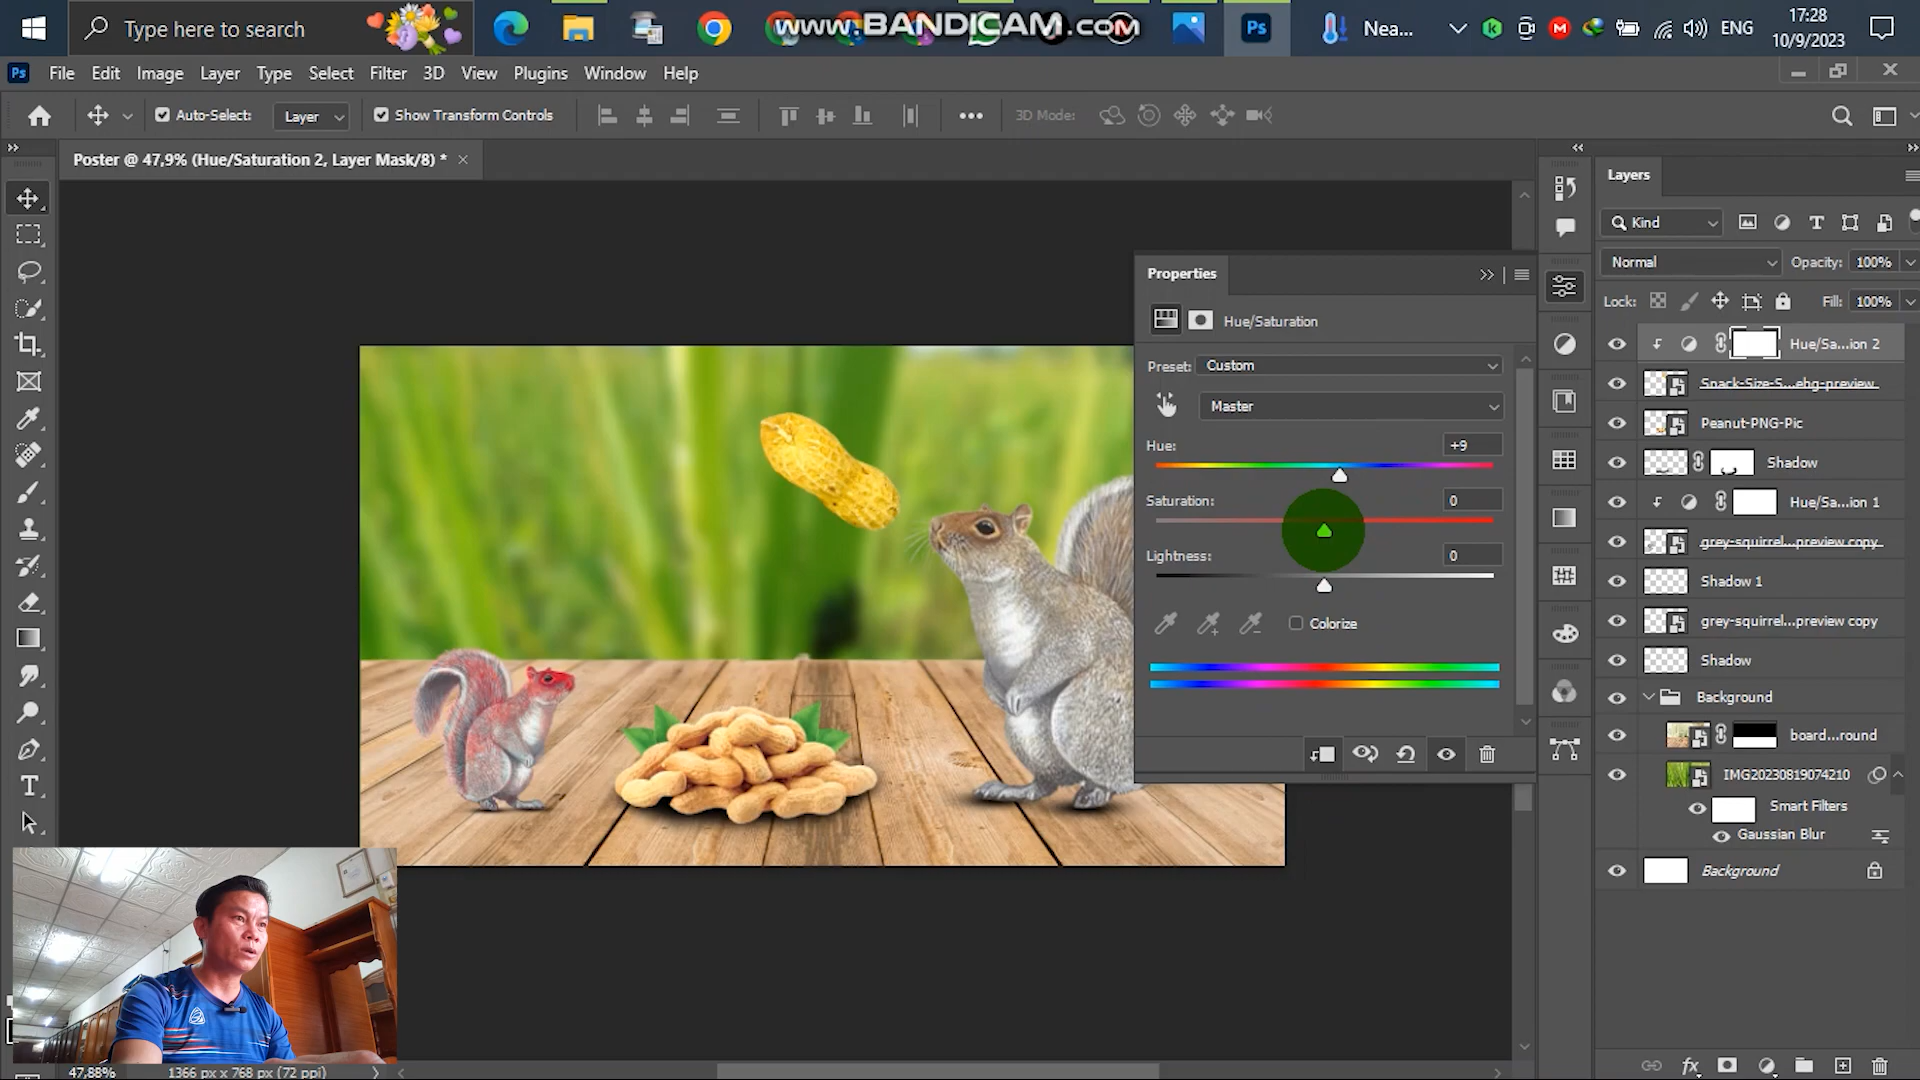 Type here to search
www.BANDICAM.com
Ps
Nea...
ENG
17:28
10/9/2023
Ps File Edit Image Layer Type Select Filter 3D View Plugins Window Help
Auto-Select: Layer Show Transform Controls 3D Mode:
Poster @ 47,9% (Hue/Saturation 2, Layer Mask/8) *
Properties
Hue/Saturation
Preset: Custom
Master
Hue: +9
Saturation: 0
Lightness: 0
Colorize
Layers
Kind
Normal Opacity: 100%
Lock: Fill: 100%
Hue/Sa...ion 2
Snack-Size-S...ehg-preview
Peanut-PNG-Pic
Shadow
Hue/Sa...ion 1
grey-squirrel...preview copy
Shadow 1
grey-squirrel...preview copy
Shadow
Background
board...round
IMG20230819074210
Smart Filters
Gaussian Blur
Background
47,88% 1366 px x 768 px (72 ppi)